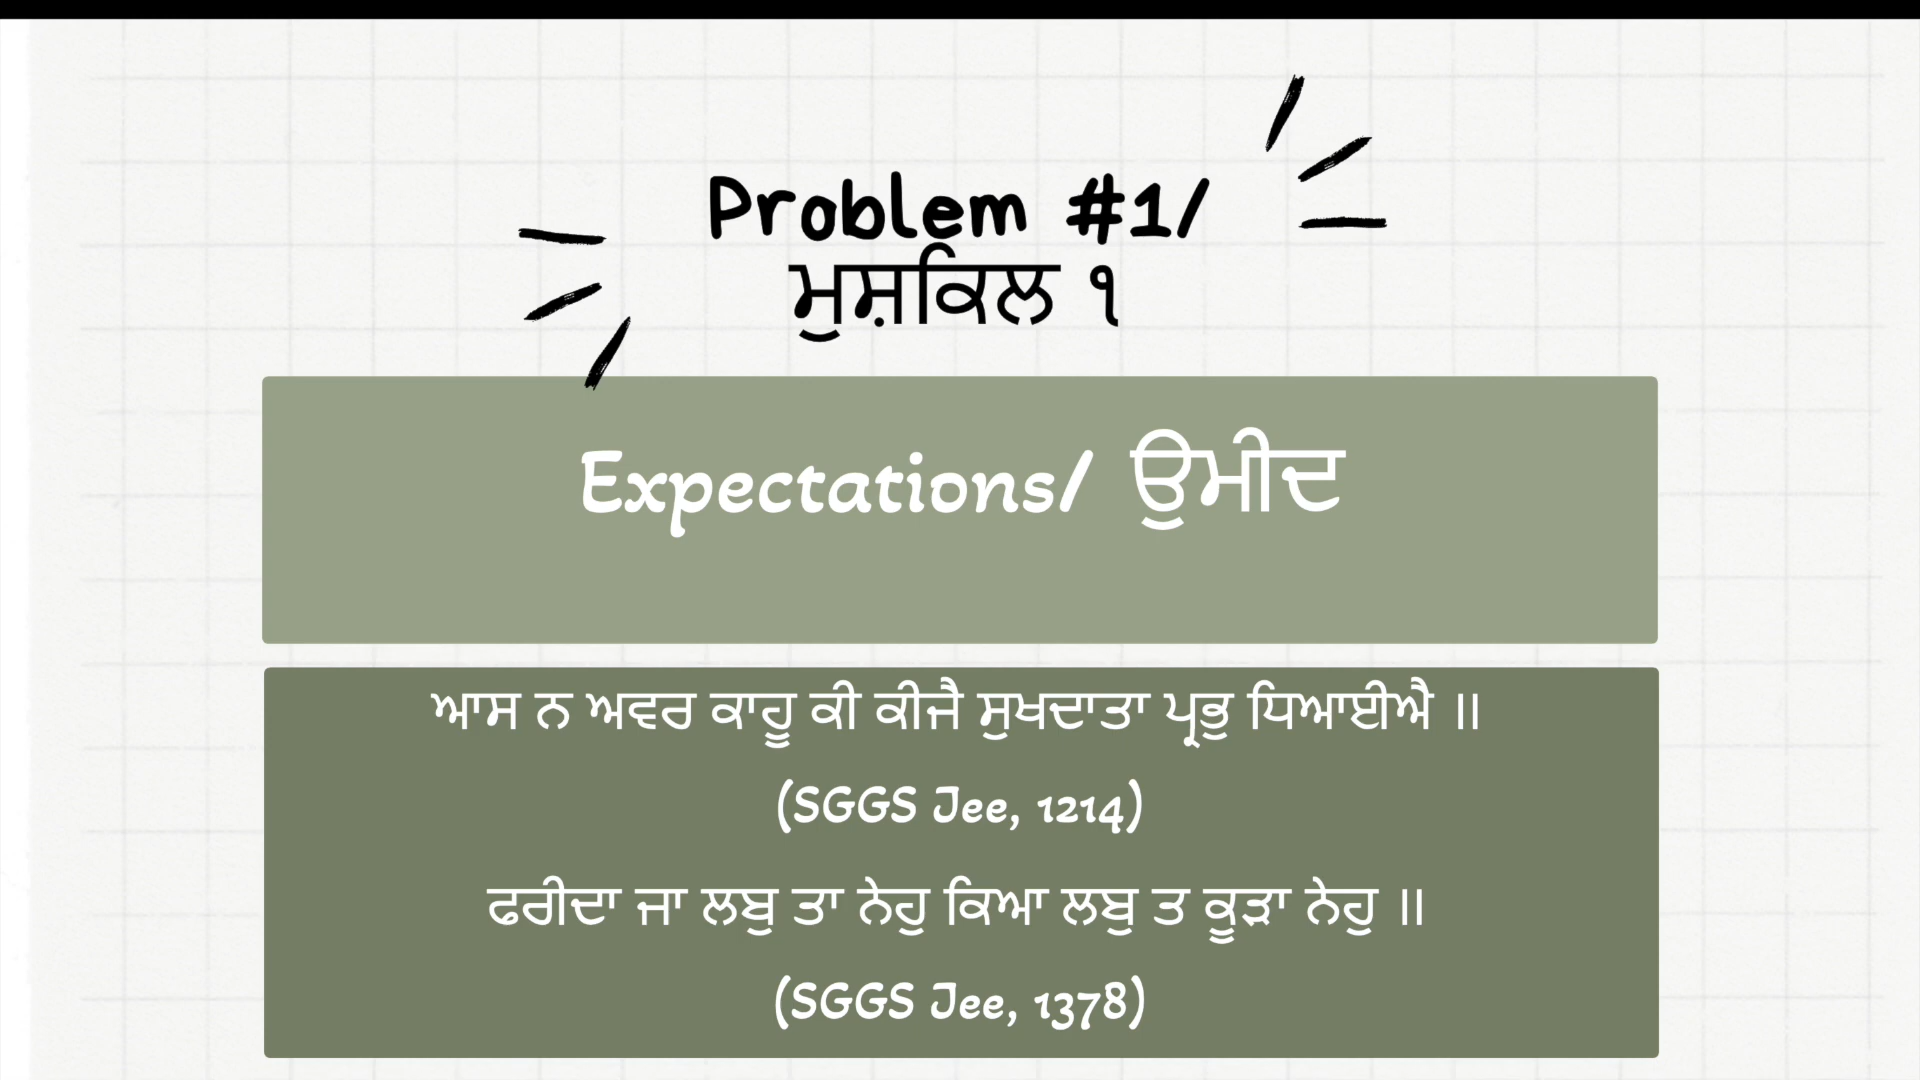 Problem #1/
ਮੁਸ਼ਕਿਲ ੧
Expectations/ ਉਮੀਦ
ਆਸ ਨ ਅਵਰ ਕਾਹੂ ਕੀ ਕੀਜੈ ਸੁਖਦਾਤਾ ਪ੍ਰਭੁ ਧਿਆਈਐ ॥
(SGGS Jee, 1214)
ਫਰੀਦਾ ਜਾ ਲਬੁ ਤਾ ਨੇਹੁ ਕਿਆ ਲਬੁ ਤ ਕੂੜਾ ਨੇਹੁ ॥
(SGGS Jee, 1378)